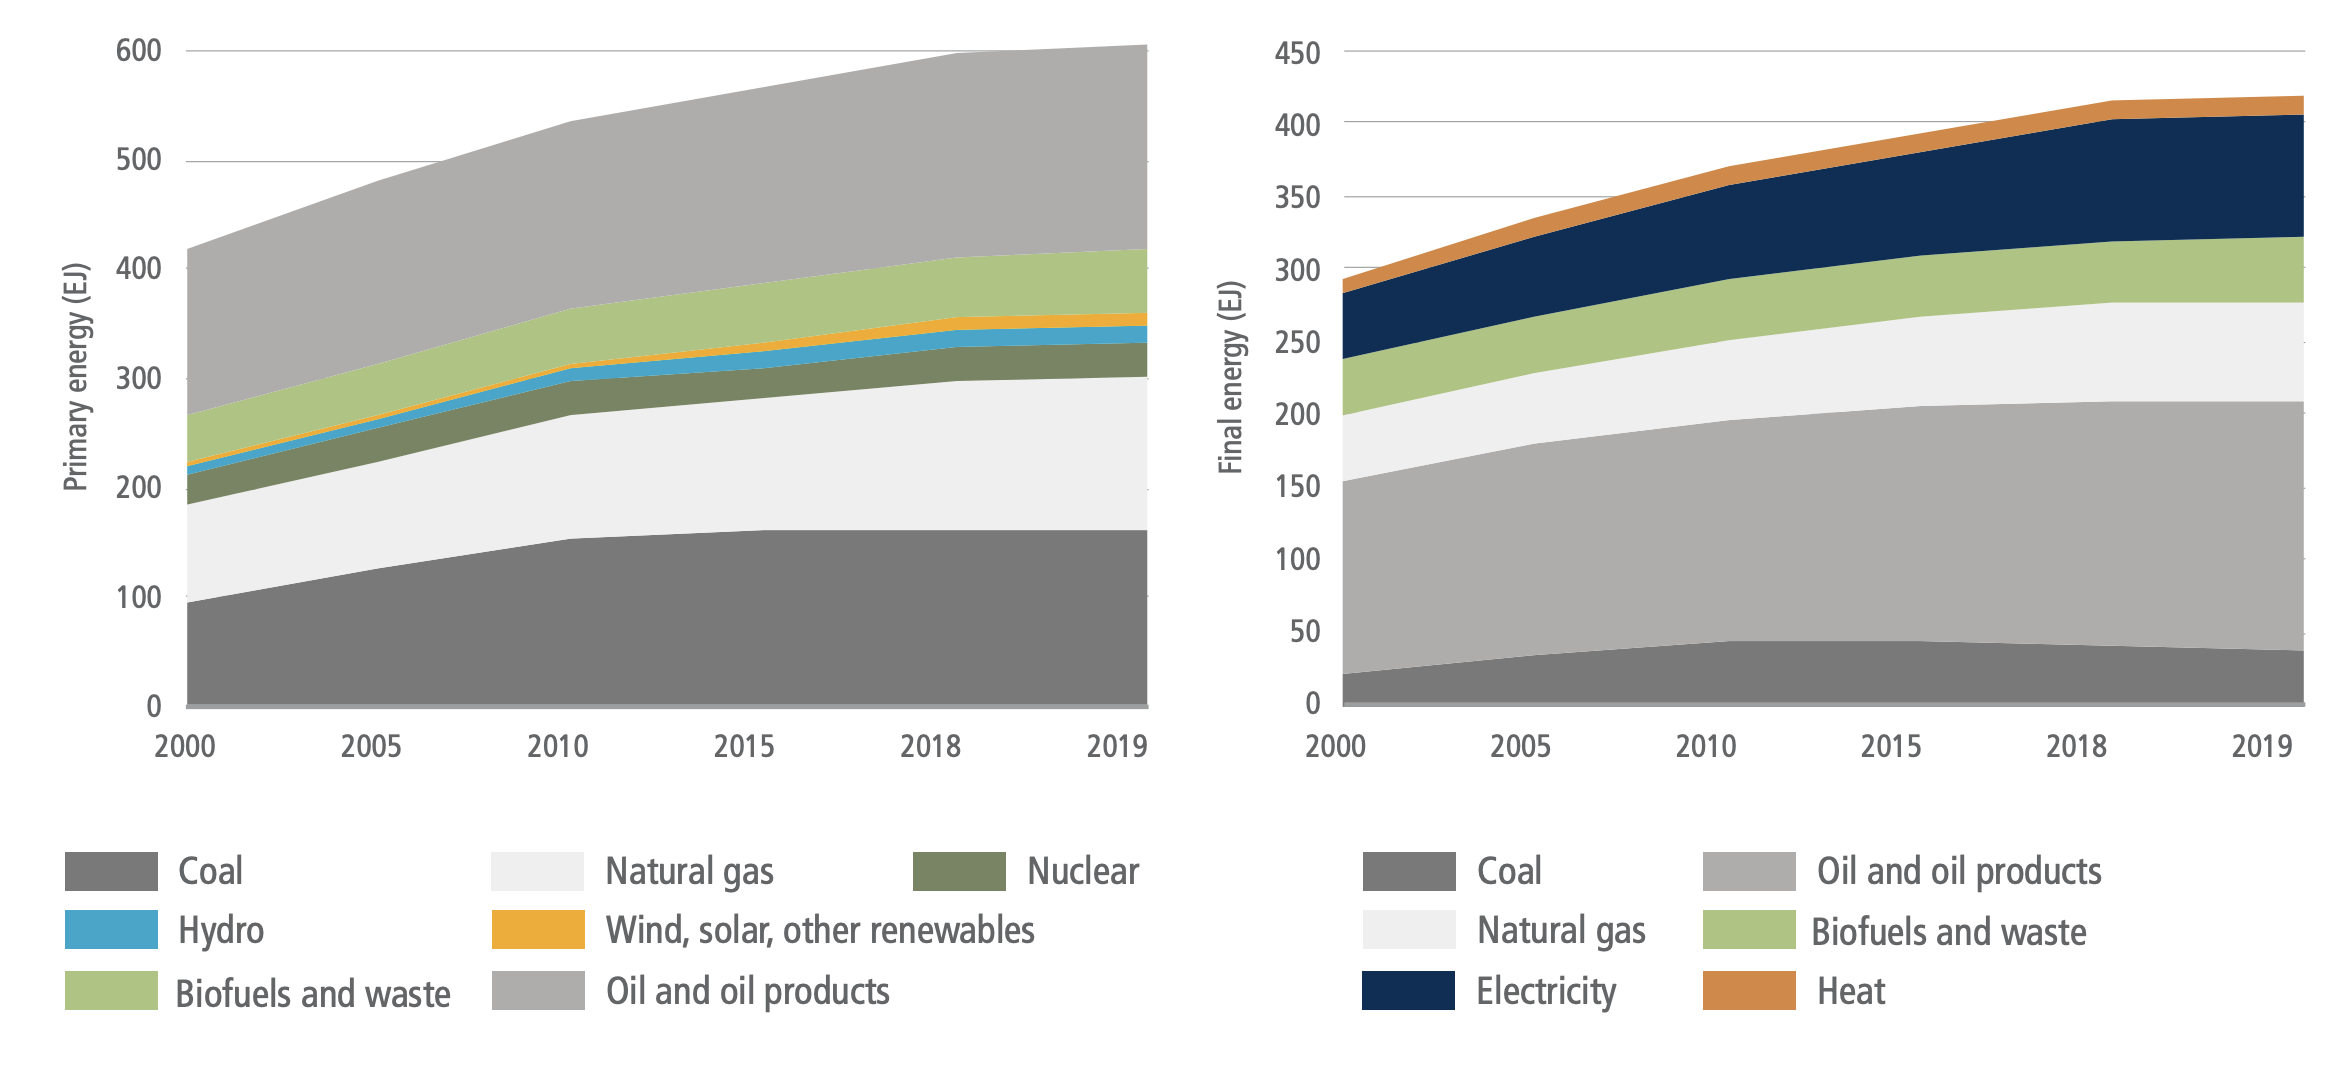 Primary energy (EJ)
600
500
400
300
200
100
0
2000 2005 2010 2015 2018 2019
Coal Natural gas Nuclear
Hydro Wind, solar, other renewables
Biofuels and waste Oil and oil products
Final energy (EJ)
450
400
350
300
250
200
150
100
50
0
2000 2005 2010 2015 2018 2019
Coal Oil and oil products
Natural gas Biofuels and waste
Electricity Heat